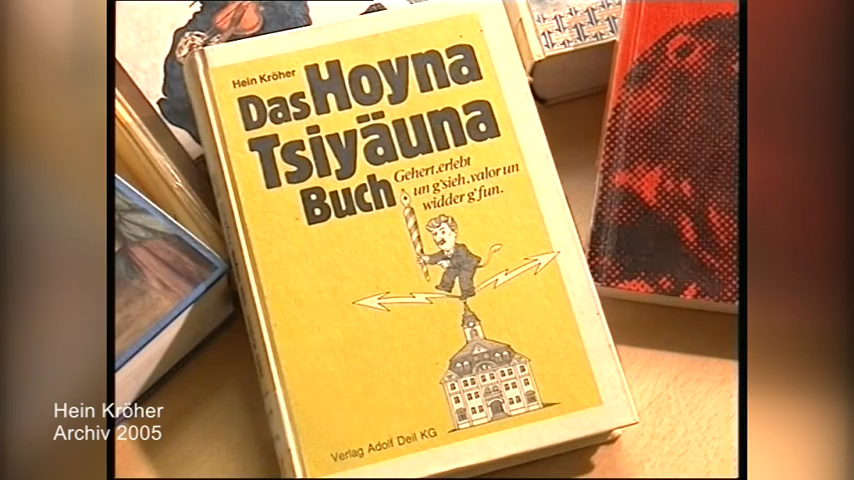 Hein Kröher
Das Hoyna
Tsiyäuna
Buch
Gehert, erlebt
un g'sieh, valor un
widder g'fun.
Verlag Adolf Deil KG
Hein Kröher
Archiv 2005